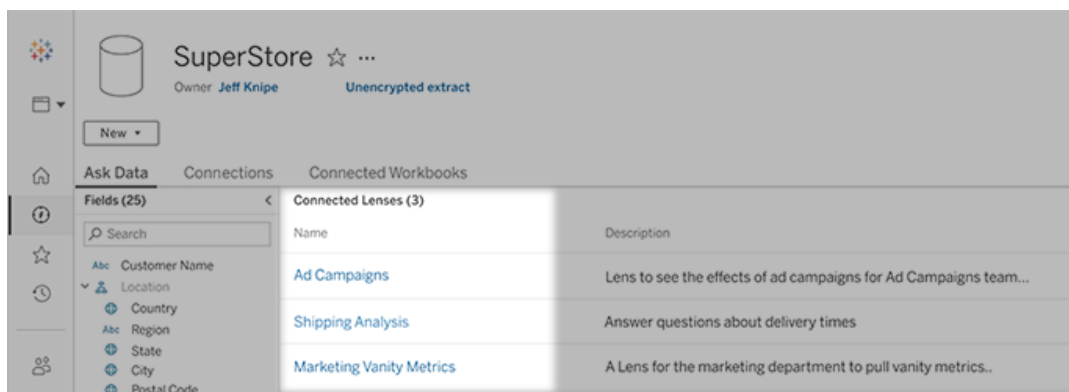 SuperStore ☆ ...
Owner Jeff Knipe Unencrypted extract
New
Ask Data Connections Connected Workbooks
Fields (25)
Search
Abc Customer Name
Location
Country
Abc Region
State
City
Postal Code
Connected Lenses (3)
Name Description
Ad Campaigns Lens to see the effects of ad campaigns for Ad Campaigns team...
Shipping Analysis Answer questions about delivery times
Marketing Vanity Metrics A Lens for the marketing department to pull vanity metrics..